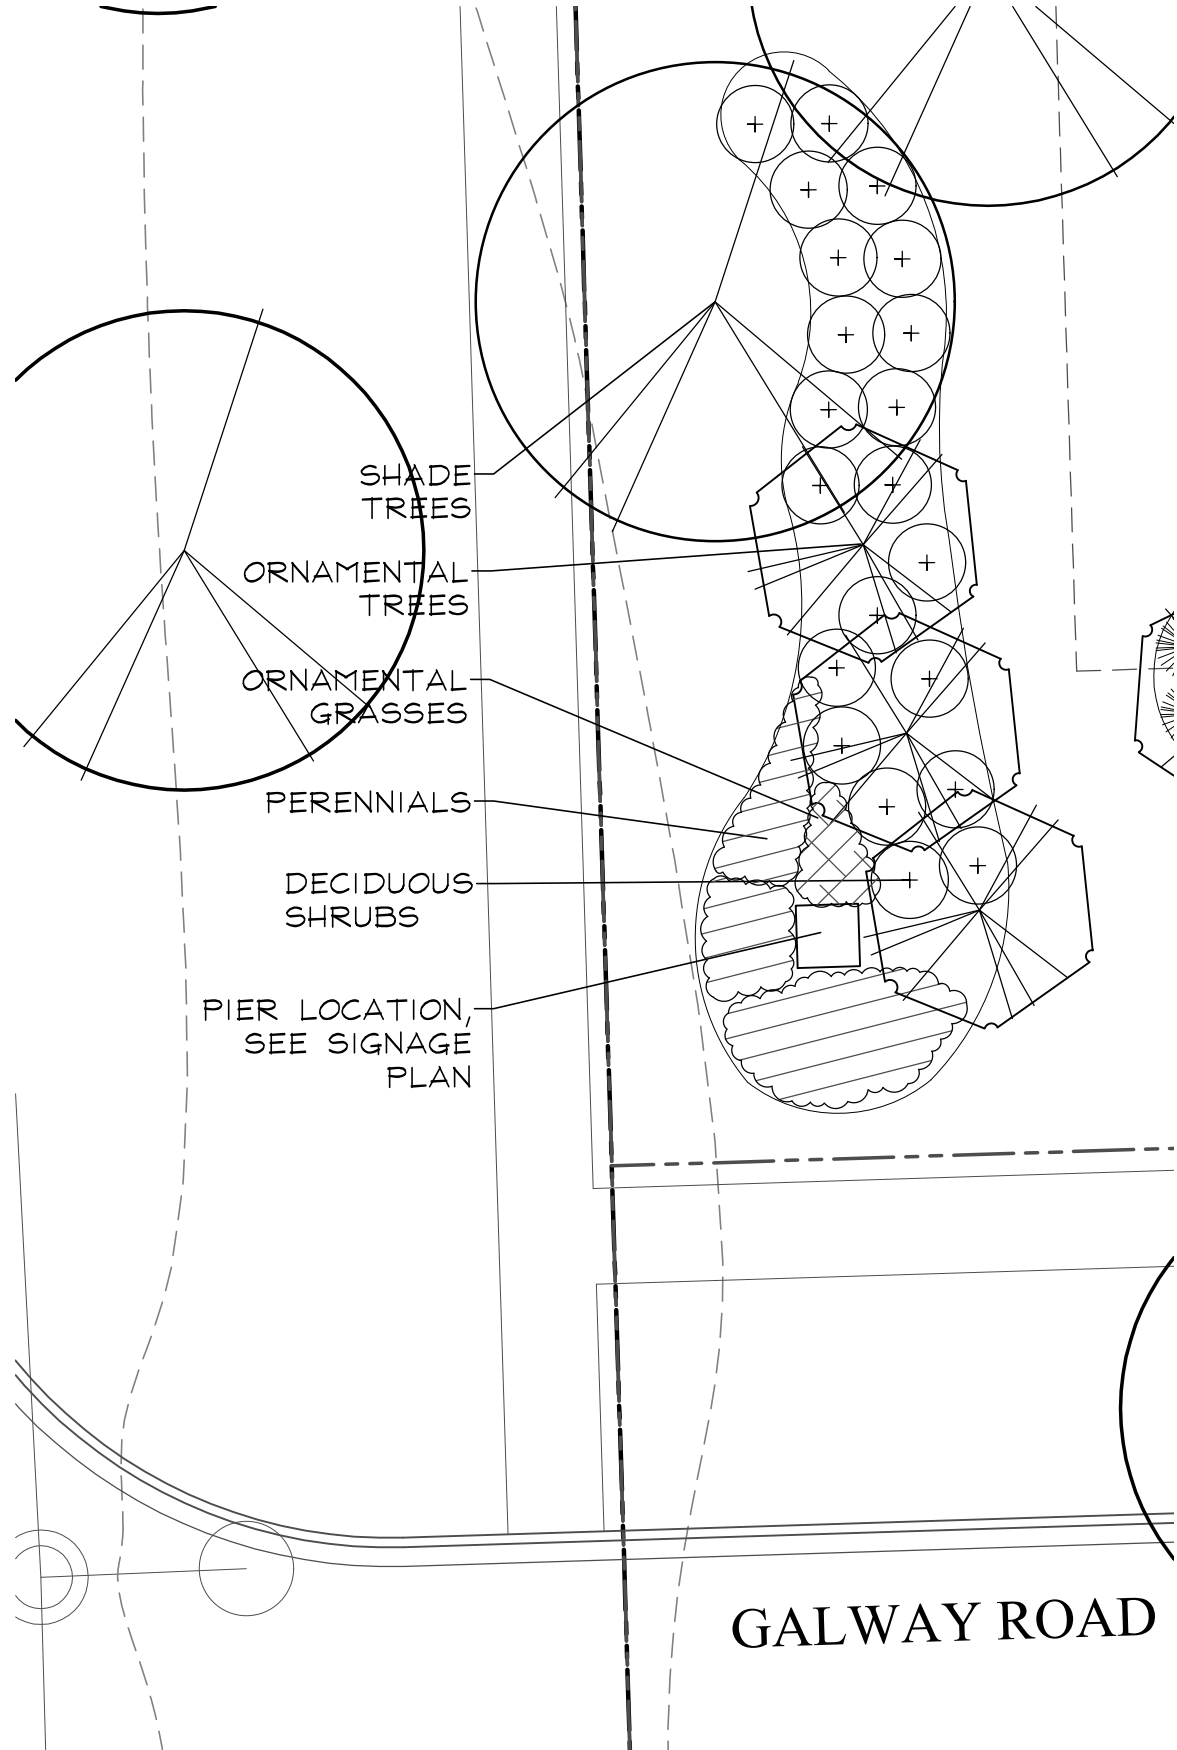 SHADE
TREES
ORNAMENTAL
TREES
ORNAMENTAL
GRASSES
PERENNIALS
DECIDUOUS
SHRUBS
PIER LOCATION,
SEE SIGNAGE
PLAN
GALWAY ROAD